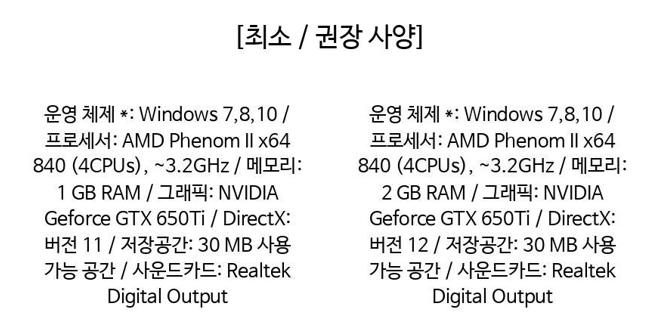 [최소 / 권장 사양]
운영 체제 *: Windows 7,8,10 /
프로세서: AMD Phenom II x64
840 (4CPUs), ~3.2GHz / 메모리:
1 GB RAM / 그래픽: NVIDIA
Geforce GTX 650Ti / DirectX:
버전 11 / 저장공간: 30 MB 사용
가능 공간 / 사운드카드: Realtek
Digital Output
운영 체제 *: Windows 7,8,10 /
프로세서: AMD Phenom II x64
840 (4CPUs), ~3.2GHz / 메모리:
2 GB RAM / 그래픽: NVIDIA
Geforce GTX 650Ti / DirectX:
버전 12 / 저장공간: 30 MB 사용
가능 공간 / 사운드카드: Realtek
Digital Output